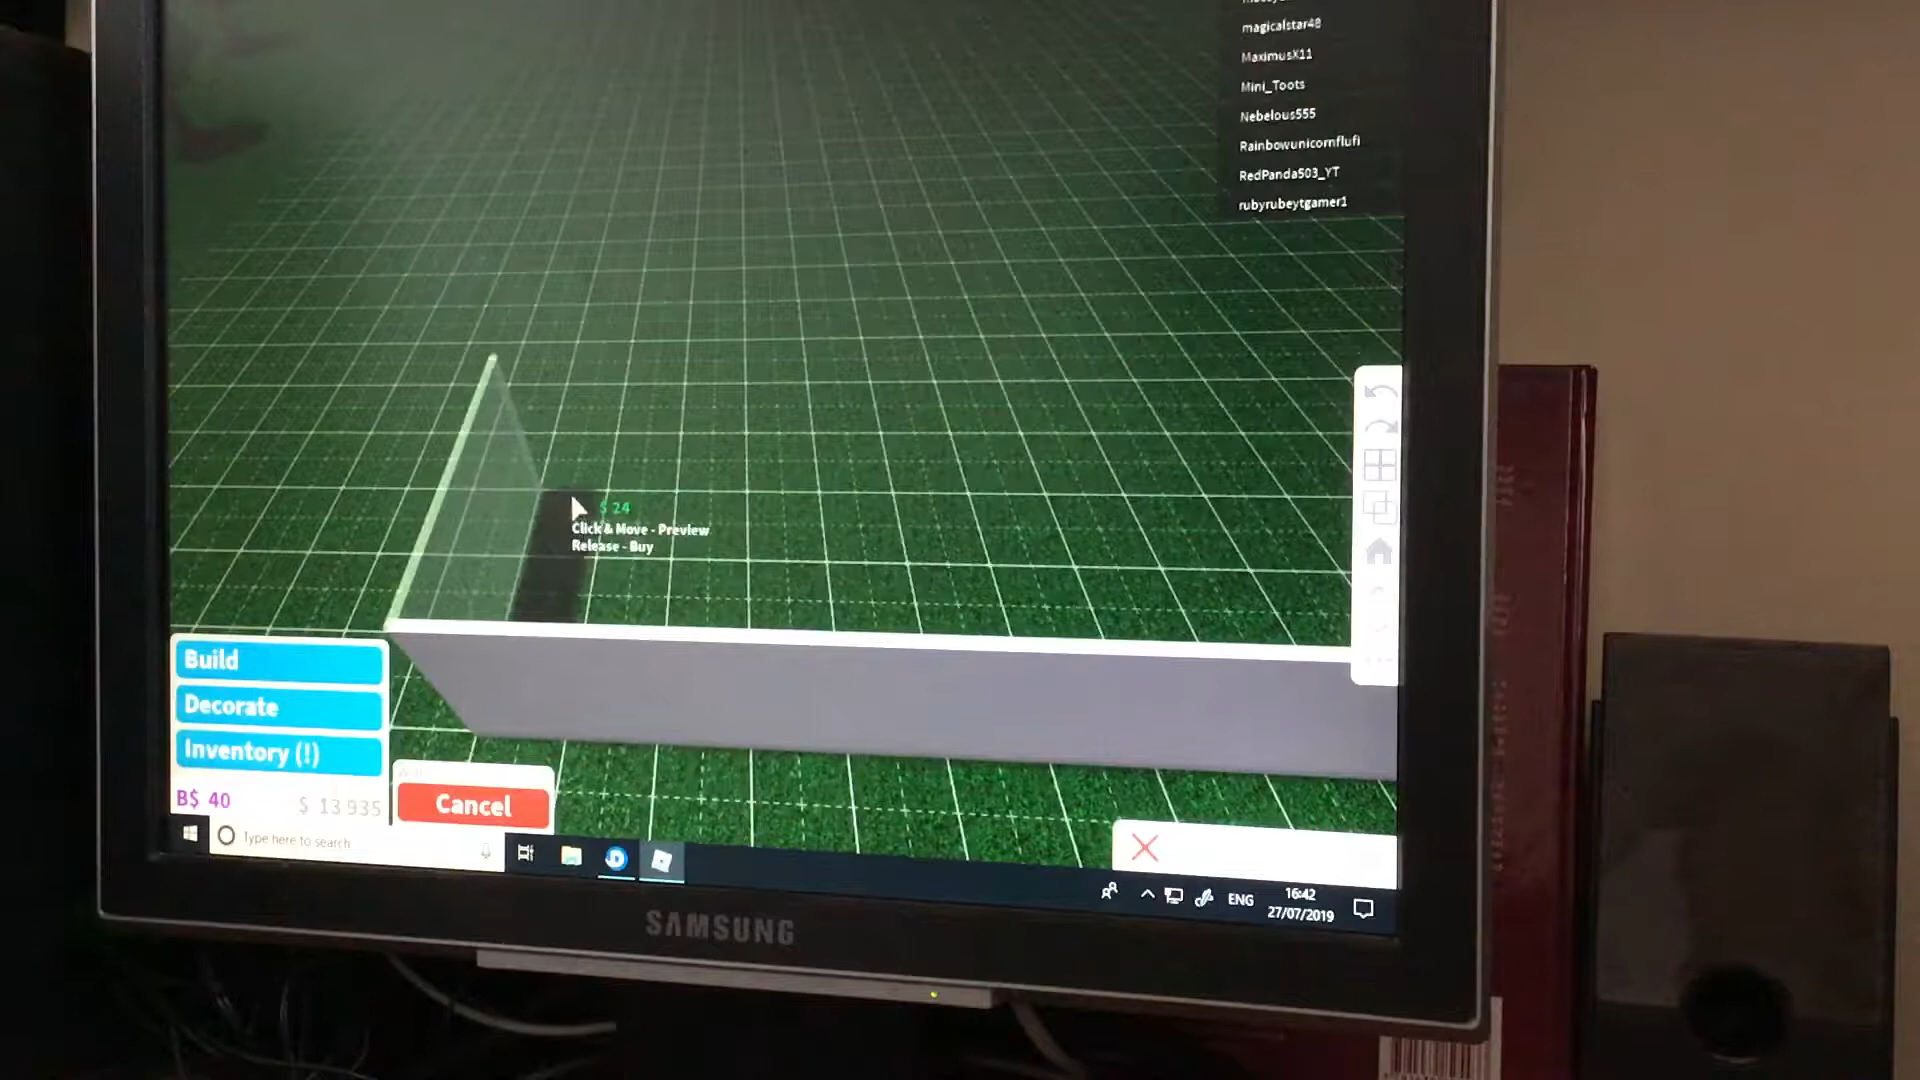 magicalstar48
MaximusX11
Mini_Toots
Nebelous555
Rainbowunicornflufi
RedPanda503_YT
rubyrubeytgamer1
$ 24
Click & Move - Preview
Release - Buy
Build
Decorate
Inventory (!)
B$ 40
$ 13 935
Cancel
Type here to search
ENG
16:42
27/07/2019
SAMSUNG